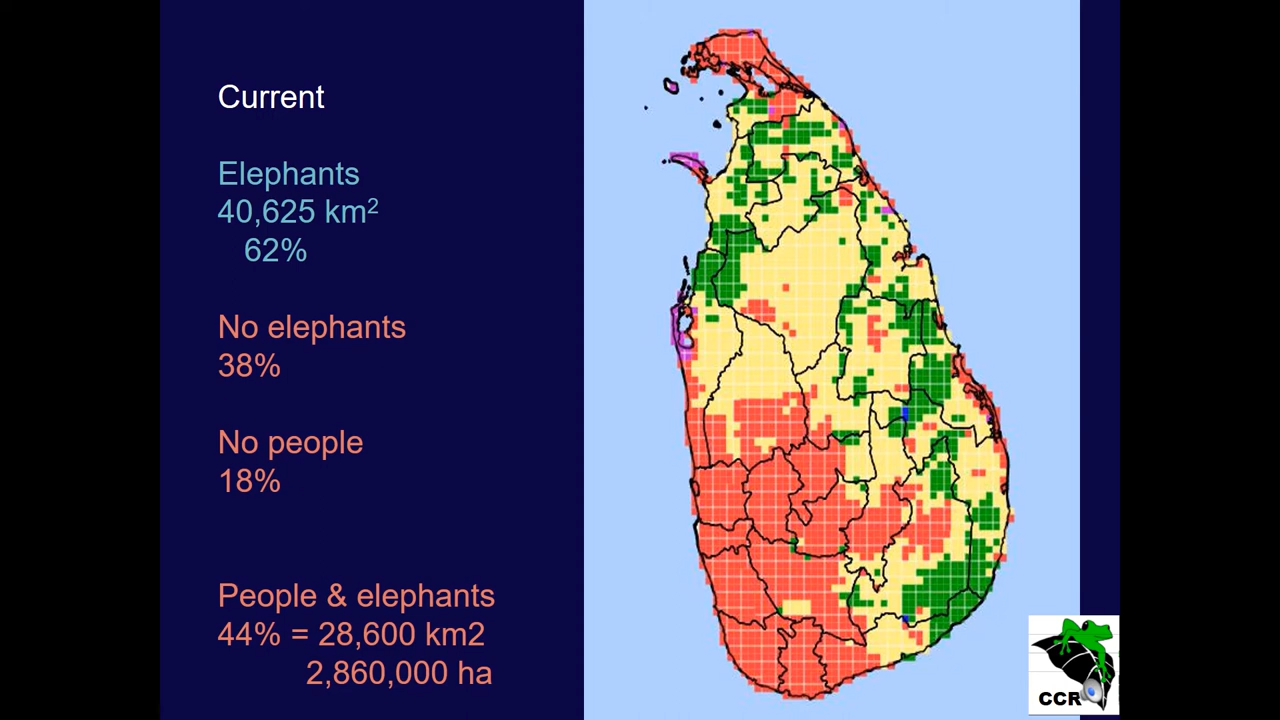 Current
Elephants
40,625 km²
62%
No elephants
38%
No people
18%
People & elephants
44% = 28,600 km2
2,860,000 ha
CCR